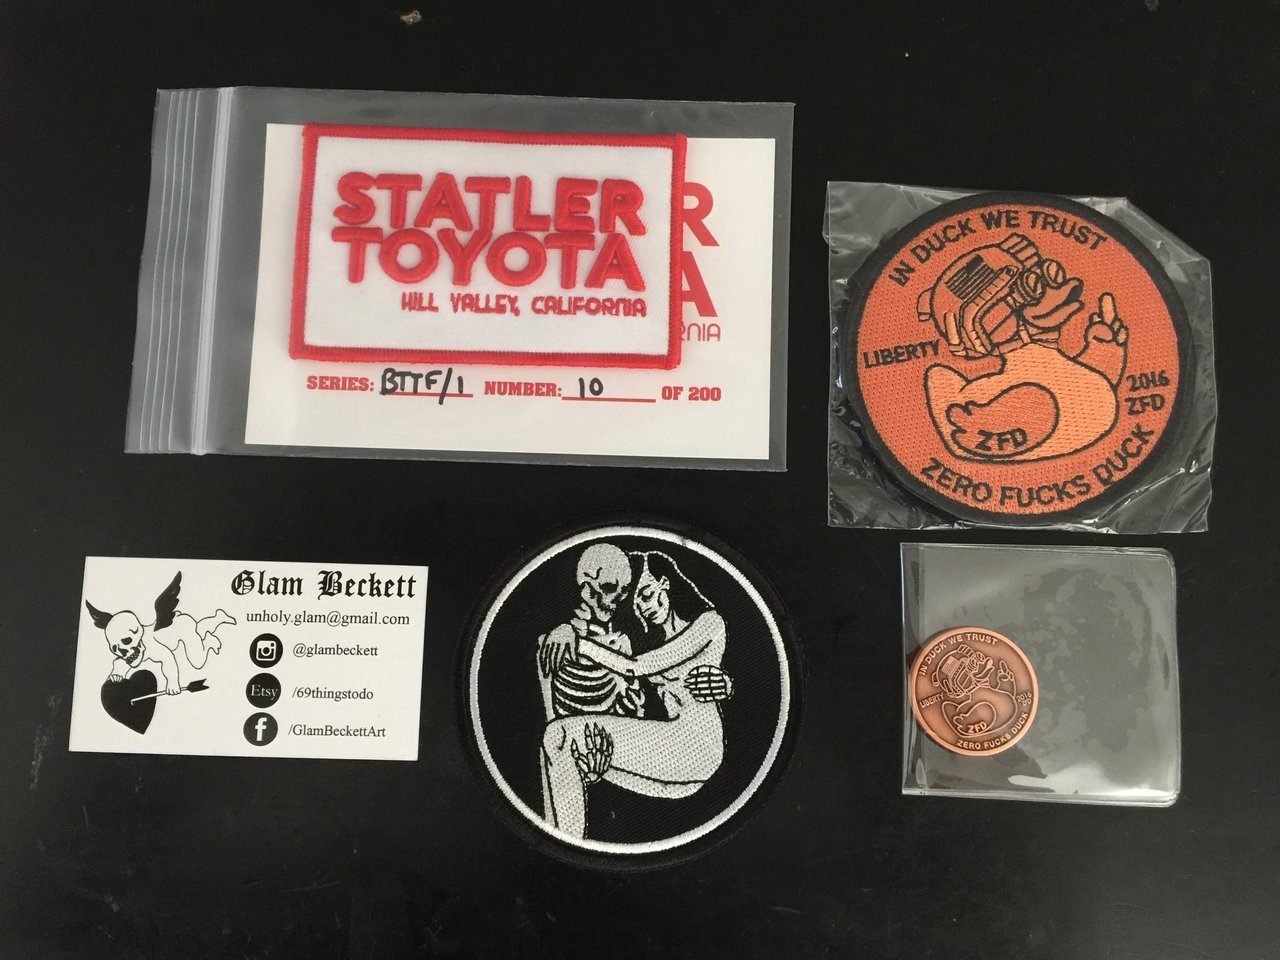 STATLER
TOYOTA
HILL VALLEY, CALIFORNIA
R
A
RNIA
SERIES: BTTF/1 NUMBER: 10 OF 200
IN DUCK WE TRUST
LIBERTY
2016
ZFD
ZFD
ZERO FUCKS DUCK
Glam Beckett
unholy.glam@gmail.com
@glambeckett
Etsy /69thingstodo
f /GlamBeckettArt
IN DUCK WE TRUST
LIBERTY
2016
ZFD
ZERO FUCKS DUCK